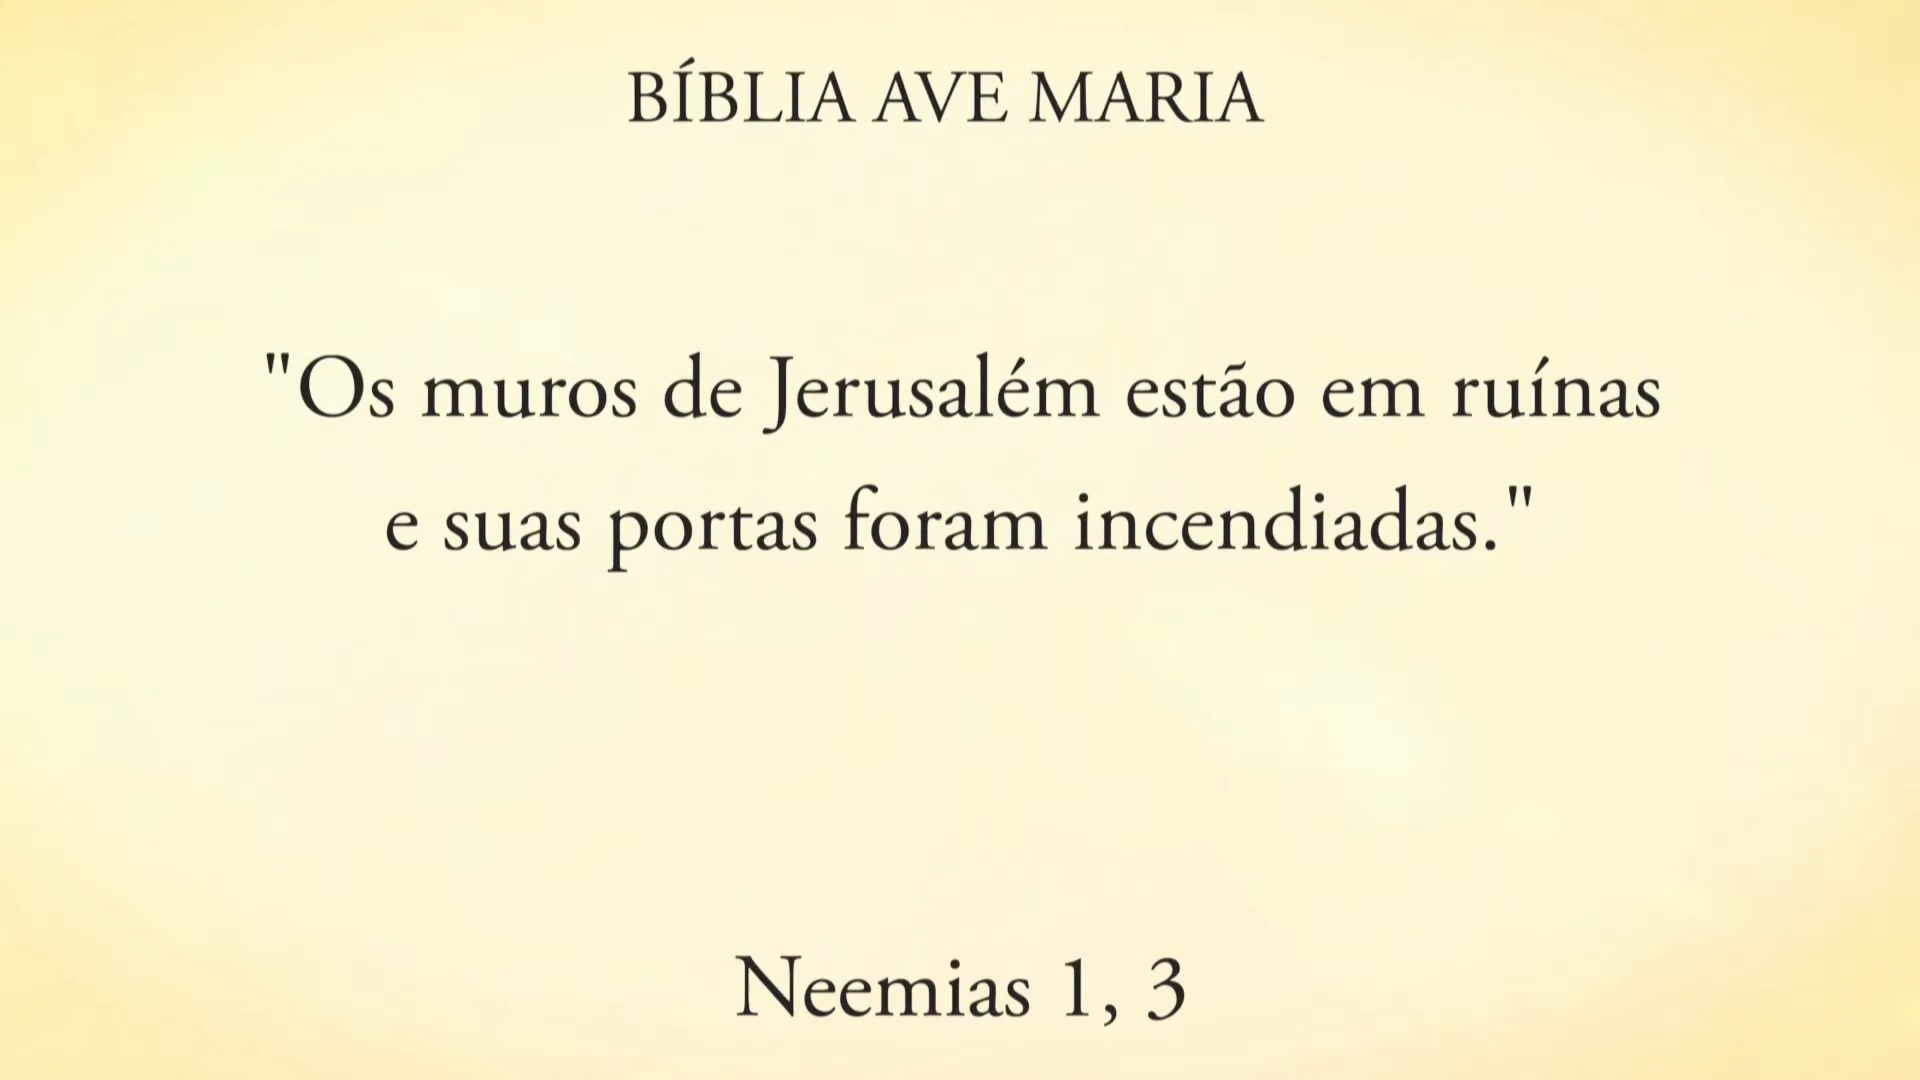 BÍBLIA AVE MARIA
"Os muros de Jerusalém estão em ruínas
e suas portas foram incendiadas."
Neemias 1, 3